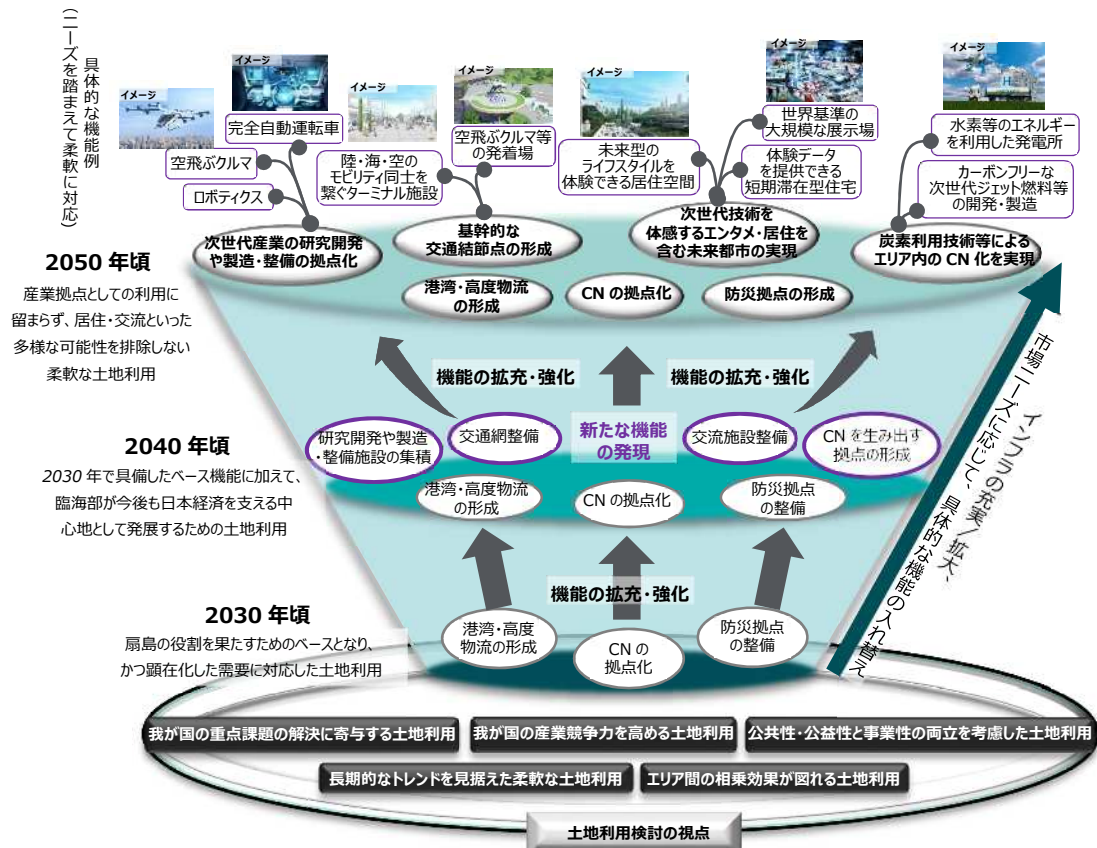 具体的な機能例
（ニーズを踏まえて柔軟に対応）
イメージ
イメージ
イメージ
イメージ
イメージ
イメージ
イメージ
空飛ぶクルマ
完全自動運転車
ロボティクス
陸・海・空の
モビリティ同士を
繋ぐターミナル施設
空飛ぶクルマ等
の発着場
未来型の
ライフスタイルを
体験できる居住空間
世界基準の
大規模な展示場
体験データ
を提供できる
短期滞在型住宅
水素等のエネルギー
を利用した発電所
カーボンフリーな
次世代ジェット燃料等
の開発・製造
次世代産業の研究開発
や製造・整備の拠点化
基幹的な
交通結節点の形成
次世代技術を
体感するエンタメ・居住を
含む未来都市の実現
炭素利用技術等による
エリア内の CN 化を実現
港湾・高度物流
の形成
CN の拠点化
防災拠点の形成
2050 年頃
産業拠点としての利用に
留まらず、居住・交流といった
多様な可能性を排除しない
柔軟な土地利用
機能の拡充・強化
機能の拡充・強化
研究開発や製造
・整備施設の集積
交通網整備
新たな機能
の発現
交流施設整備
CN を生み出す
拠点の形成
2040 年頃
2030 年で具備したベース機能に加えて、
臨海部が今後も日本経済を支える中
心地として発展するための土地利用
港湾・高度物流
の形成
CN の拠点化
防災拠点
の整備
機能の拡充・強化
2030 年頃
扇島の役割を果たすためのベースとなり、
かつ顕在化した需要に対応した土地利用
港湾・高度
物流の形成
CN の
拠点化
防災拠点
の整備
インフラの充実／拡大、
市場ニーズに応じて、具体的な機能の入れ替え
我が国の重点課題の解決に寄与する土地利用
我が国の産業競争力を高める土地利用
公共性・公益性と事業性の両立を考慮した土地利用
長期的なトレンドを見据えた柔軟な土地利用
エリア間の相乗効果が図れる土地利用
土地利用検討の視点